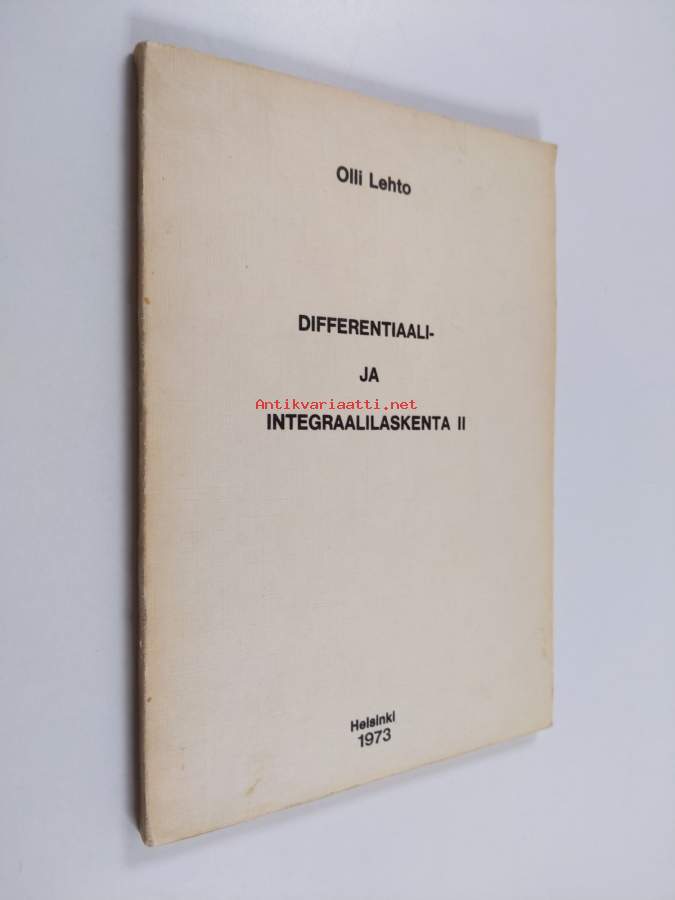 Olli Lehto
DIFFERENTIAALI-
JA
Antikvariaatti.net
INTEGRAALILASKENTA II
Helsinki
1973